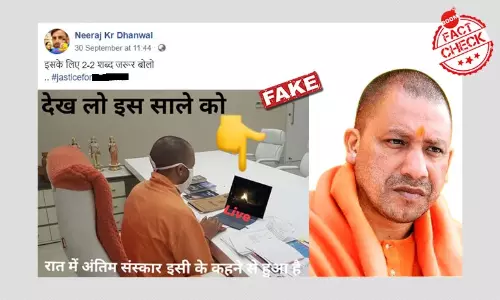 Neeraj Kr Dhanwal
30 September at 11:44 ·
इसके लिए 2-2 शब्द जरूर बोलो
.. #justicefor
देख लो इस साले को
Live
रात में अंतिम संस्कार इसी के कहने से हुआ है
FAKE
100%
FACT
CHECK